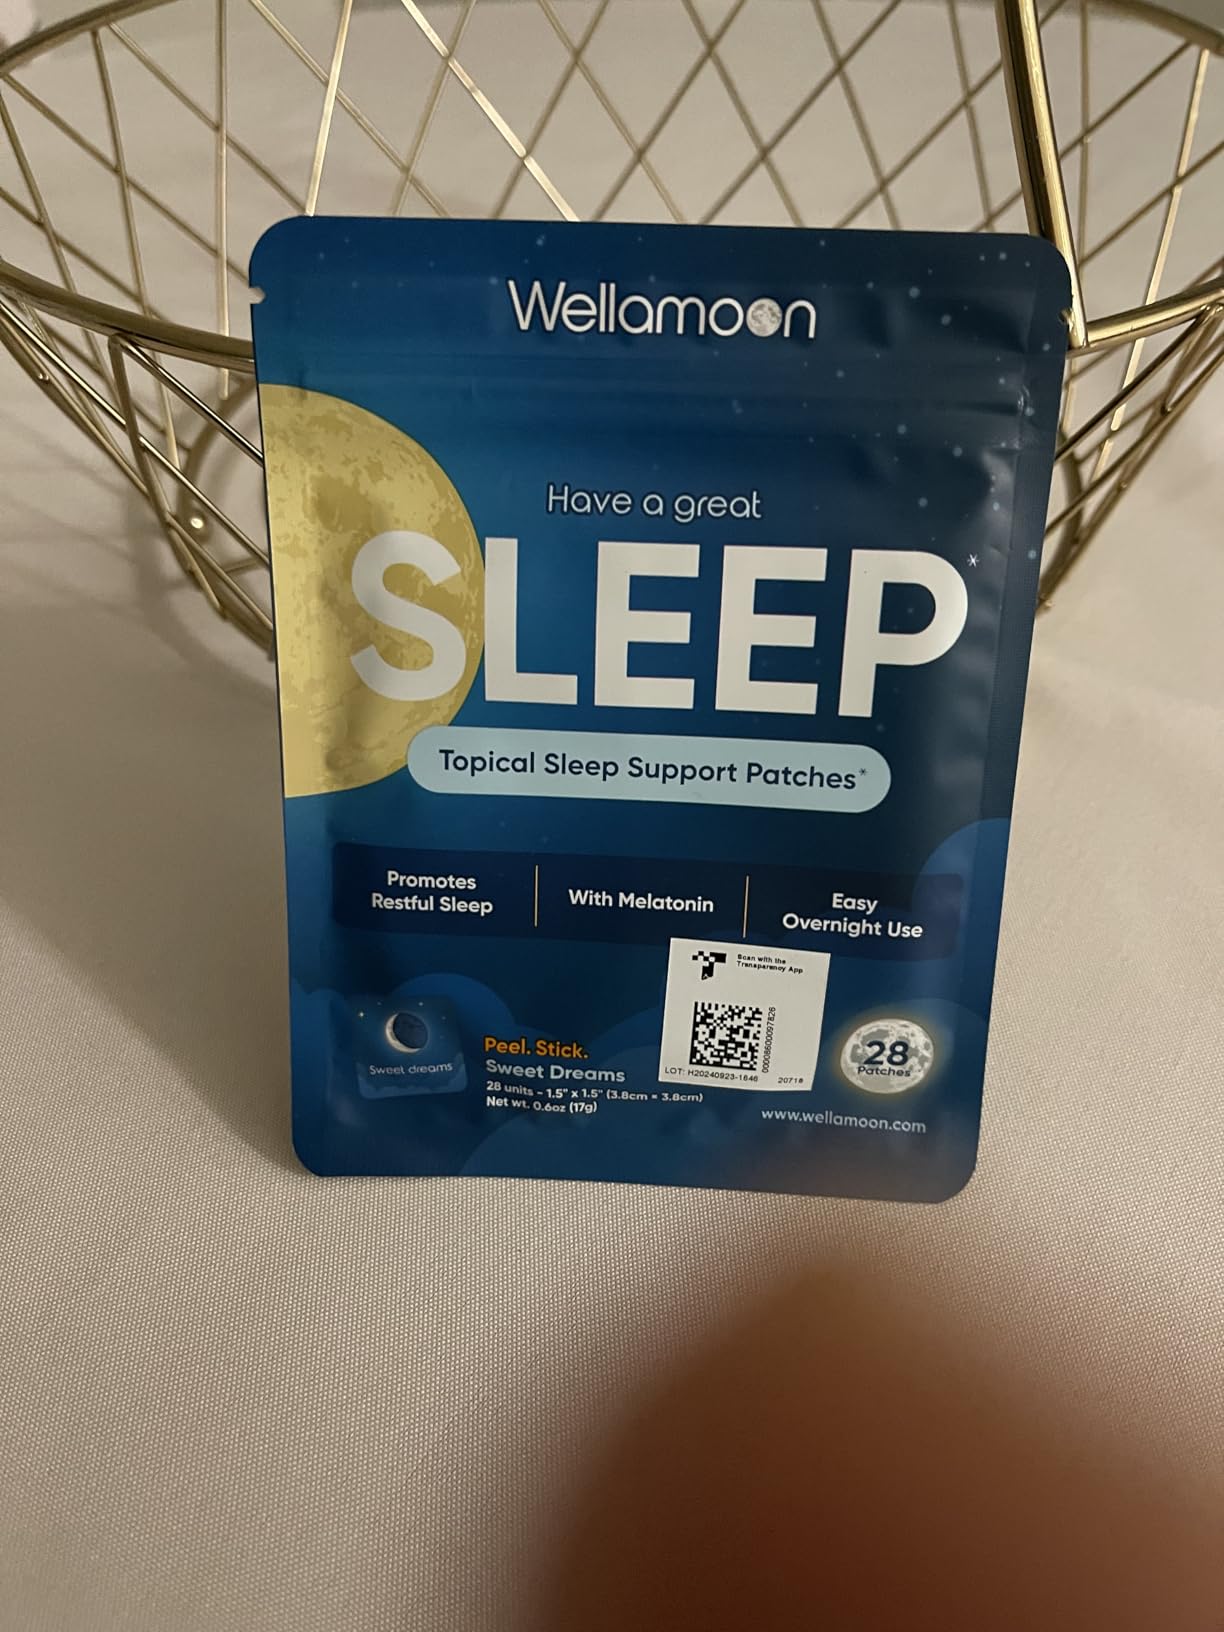 Wellamoon
Have a great
SLEEP*
Topical Sleep Support Patches*
Promotes
Restful Sleep
With Melatonin
Easy
Overnight Use
Scan with the
Transparency App
Sweet dreams
Peel. Stick.
Sweet Dreams
28 units - 1.5" x 1.5" (3.8cm × 3.8cm)
Net wt. 0.6oz (17g)
LOT: H20240923-1646
20718
28
Patches
www.wellamoon.com